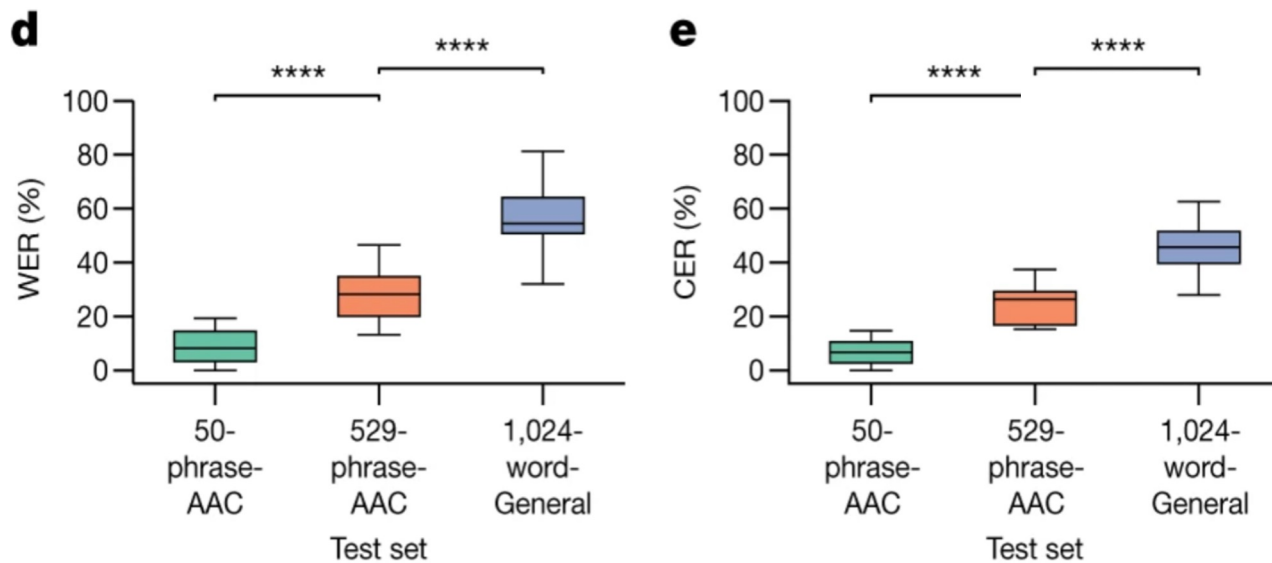 d
****
****
100
80
60
40
20
0
WER (%)
50-
phrase-
AAC
529-
phrase-
AAC
1,024-
word-
General
Test set
e
****
****
100
80
60
40
20
0
CER (%)
50-
phrase-
AAC
529-
phrase-
AAC
1,024-
word-
General
Test set